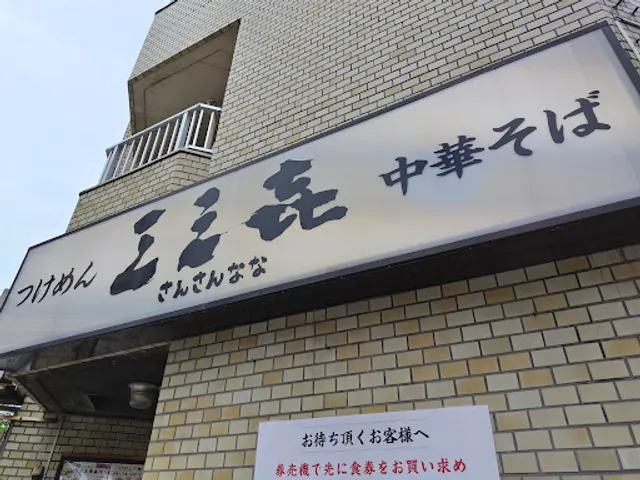 つけめん 三三㐂 中華そば
さんさんなな
お待ち頂くお客様へ
券売機で先に食券をお買い求め